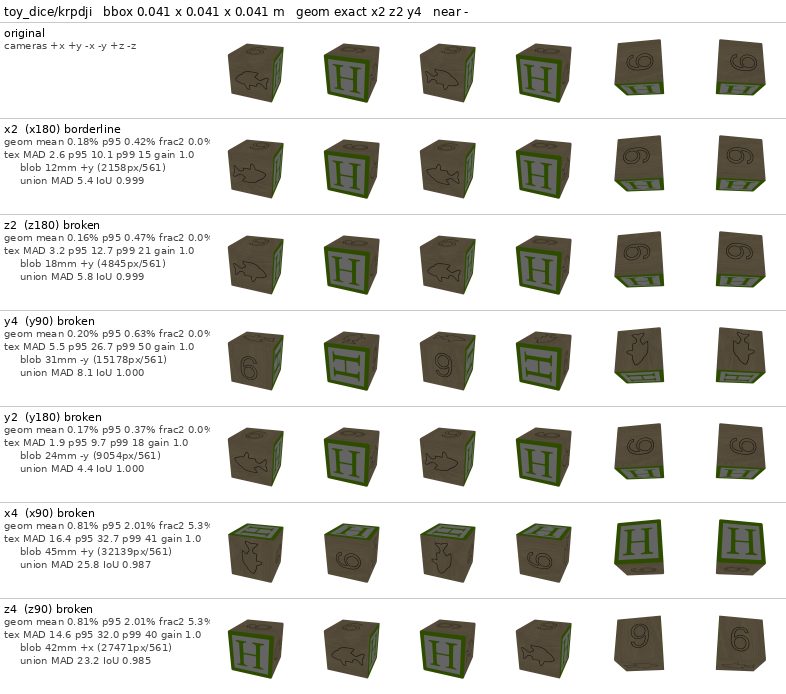 toy_dice/krpdji bbox 0.041 x 0.041 x 0.041 m geom exact x2 z2 y4 near -
original
cameras +x +y -x -y +z -z
H H
x2 (x180) borderline
geom mean 0.18% p95 0.42% frac2 0.0%
tex MAD 2.6 p95 10.1 p99 15 gain 1.0
blob 12mm +y (2158px/561)
union MAD 5.4 IoU 0.999
H H
z2 (z180) broken
geom mean 0.16% p95 0.47% frac2 0.0%
tex MAD 3.2 p95 12.7 p99 21 gain 1.0
blob 18mm +y (4845px/561)
union MAD 5.8 IoU 0.999
H H
y4 (y90) broken
geom mean 0.20% p95 0.63% frac2 0.0%
tex MAD 5.5 p95 26.7 p99 50 gain 1.0
blob 31mm -y (15178px/561)
union MAD 8.1 IoU 1.000
6 H 9 H
y2 (y180) broken
geom mean 0.17% p95 0.37% frac2 0.0%
tex MAD 1.9 p95 9.7 p99 18 gain 1.0
blob 24mm -y (9054px/561)
union MAD 4.4 IoU 1.000
H H
x4 (x90) broken
geom mean 0.81% p95 2.01% frac2 5.3%
tex MAD 16.4 p95 32.7 p99 41 gain 1.0
blob 45mm +y (32139px/561)
union MAD 25.8 IoU 0.987
H H
z4 (z90) broken
geom mean 0.81% p95 2.01% frac2 5.3%
tex MAD 14.6 p95 32.0 p99 40 gain 1.0
blob 42mm +x (27471px/561)
union MAD 23.2 IoU 0.985
H H 9 6